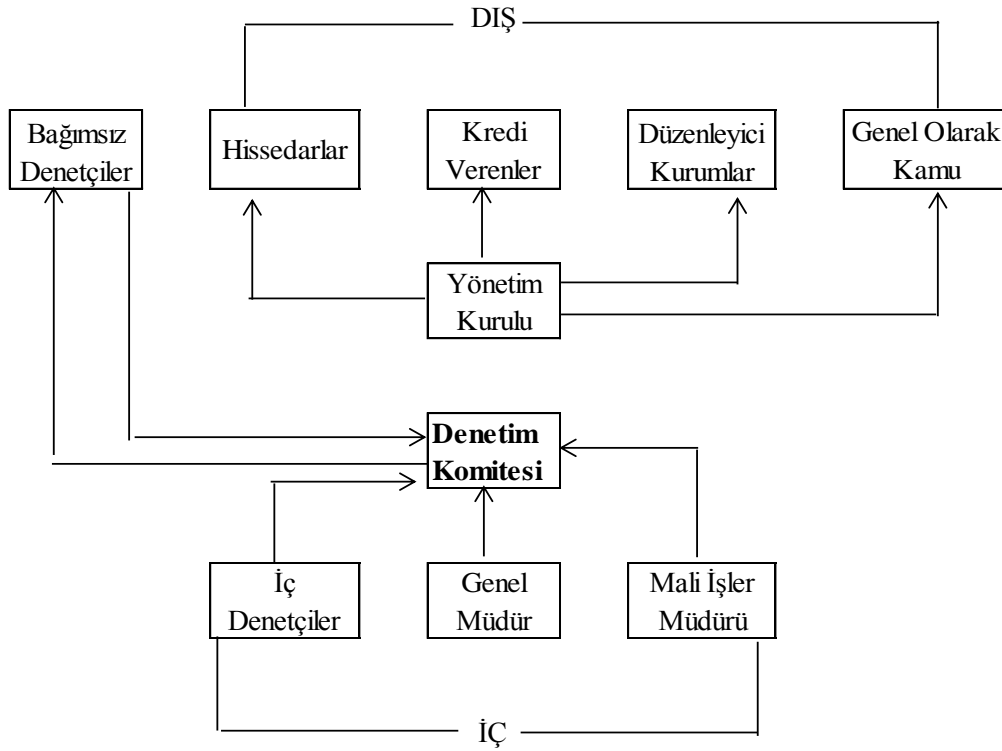 DIŞ
Bağımsız
Denetçiler
Hissedarlar
Kredi
Verenler
Düzenleyici
Kurumlar
Genel Olarak
Kamu
Yönetim
Kurulu
Denetim
Komitesi
İç
Denetçiler
Genel
Müdür
Mali İşler
Müdürü
İÇ